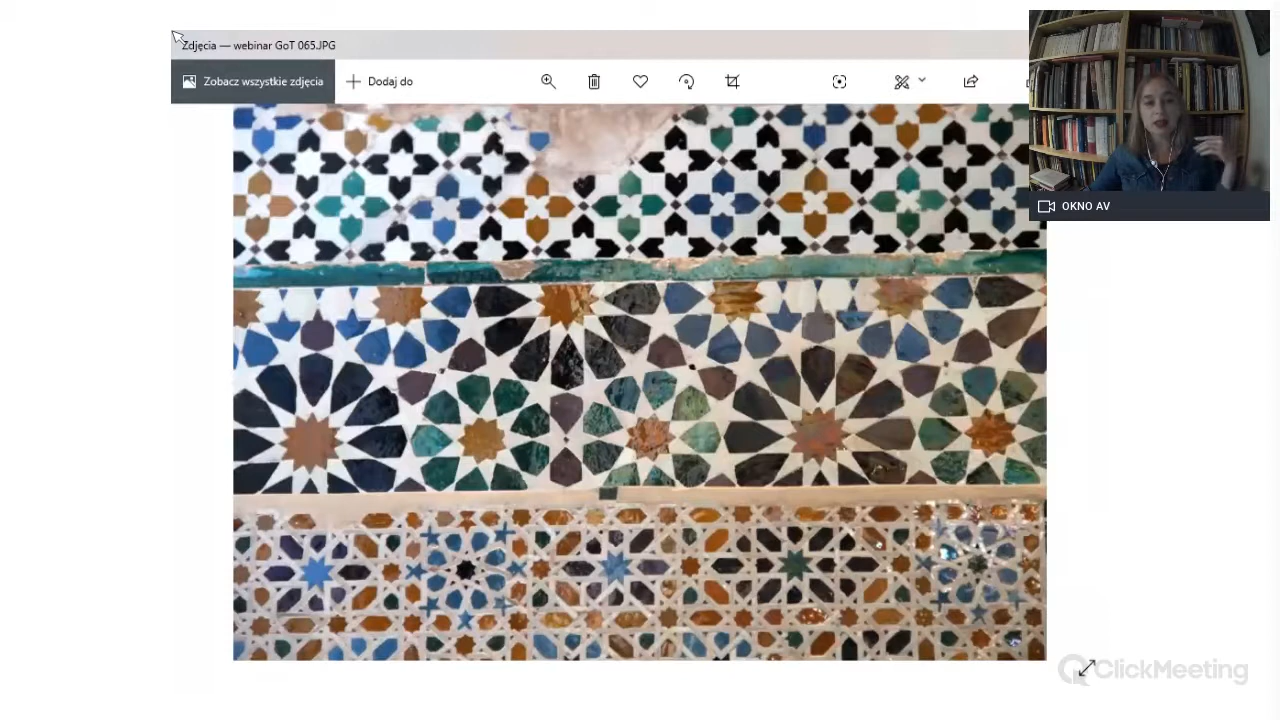 Zdjęcia — webinar GoT 065.JPG
Zobacz wszystkie zdjęcia
Dodaj do
OKNO AV
ClickMeeting